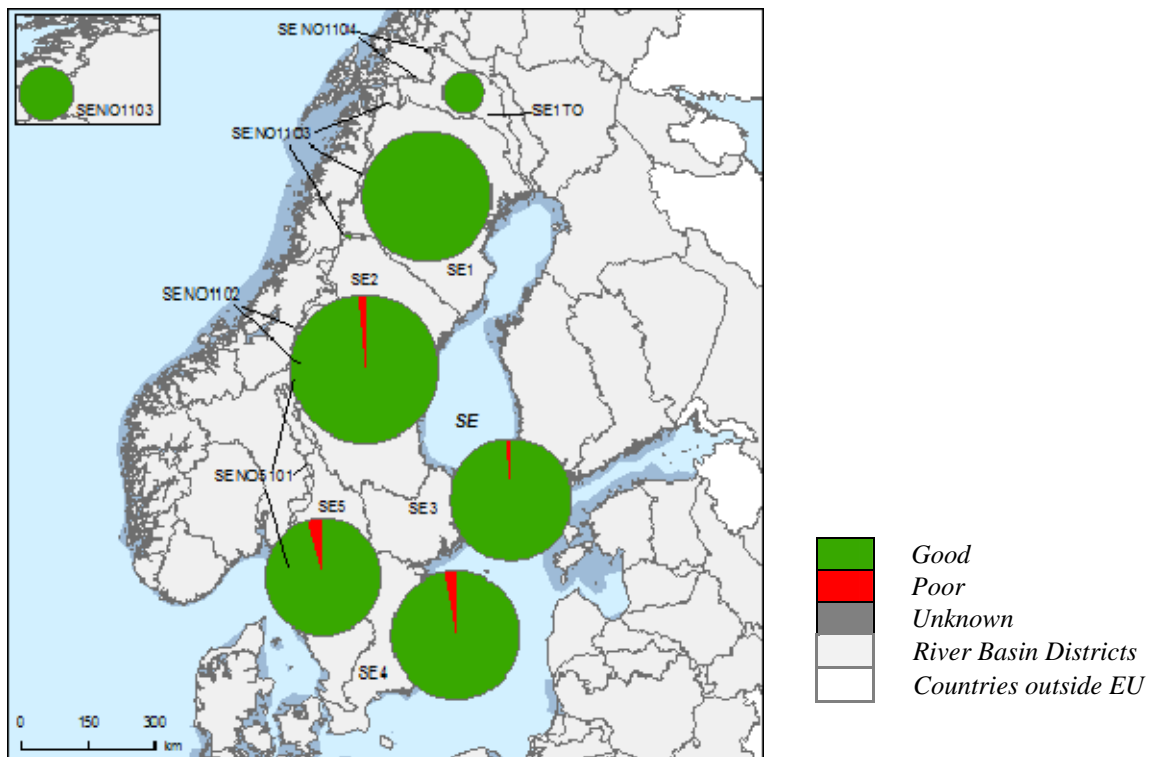 SENO1103
SENO1104
SE1TO
SENO1103
SE1
SE2
SENO1102
SE
SENO5101
SE5
SE3
SE4
0 150 300
km
Good
Poor
Unknown
River Basin Districts
Countries outside EU